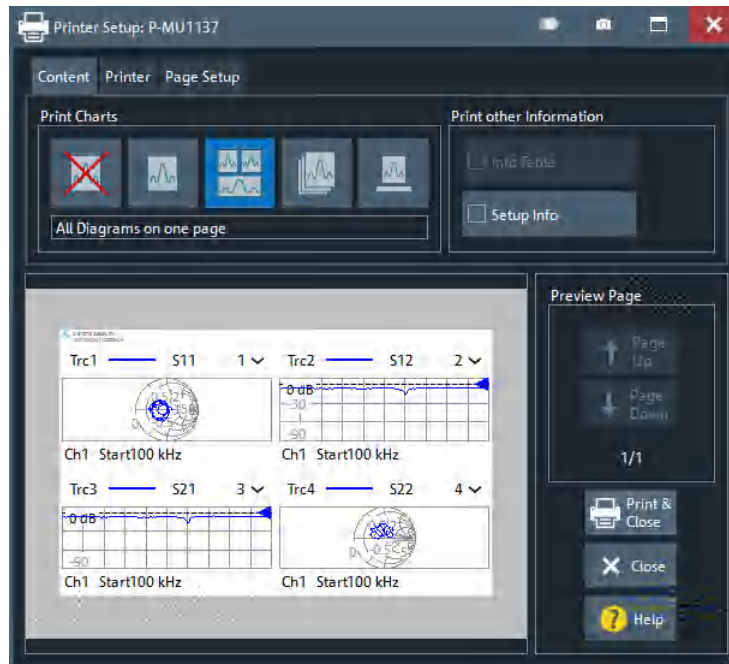 Printer Setup: P-MU1137
Content Printer Page Setup
Print Charts
All Diagrams on one page
Print other Information
Info Table
Setup Info
Trc1 S11 1
Trc2 S12 2
0 dB
-30
-90
Ch1 Start100 kHz
Ch1 Start100 kHz
Trc3 S21 3
Trc4 S22 4
0 dB
-90
Ch1 Start100 kHz
Ch1 Start100 kHz
Preview Page
Page
Up
Page
Down
1/1
Print &
Close
Close
? Help